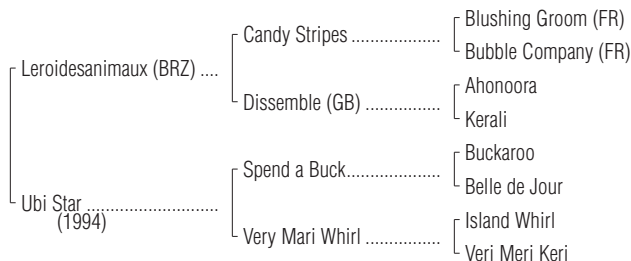 Blushing Groom (FR)
Candy Stripes ...................
Bubble Company (FR)
Leroidesanimaux (BRZ) ....
Ahonoora
Dissemble (GB) ................
Kerali
Buckaroo
Spend a Buck....................
Belle de Jour
Ubi Star ............................
(1994)
Island Whirl
Very Mari Whirl ................
Veri Meri Keri